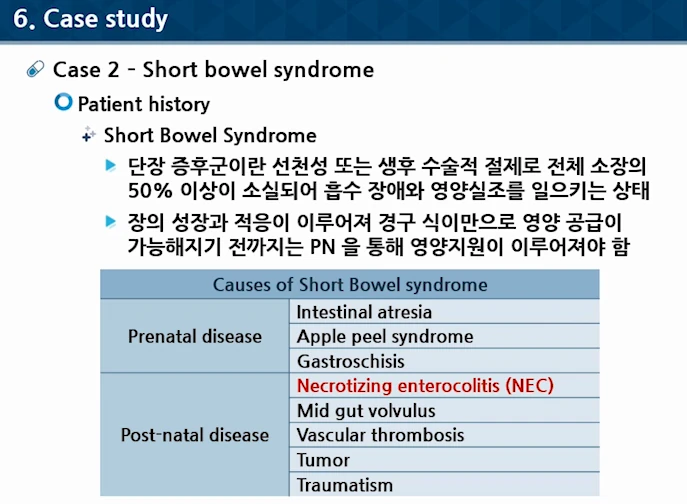 6. Case study
Case 2 - Short bowel syndrome
Patient history
Short Bowel Syndrome
단장 증후군이란 선천성 또는 생후 수술적 절제로 전체 소장의
50% 이상이 소실되어 흡수 장애와 영양실조를 일으키는 상태
장의 성장과 적응이 이루어져 경구 식이만으로 영양 공급이
가능해지기 전까지는 PN 을 통해 영양지원이 이루어져야 함
Causes of Short Bowel syndrome
Prenatal disease
Intestinal atresia
Apple peel syndrome
Gastroschisis
Post-natal disease
Necrotizing enterocolitis (NEC)
Mid gut volvulus
Vascular thrombosis
Tumor
Traumatism